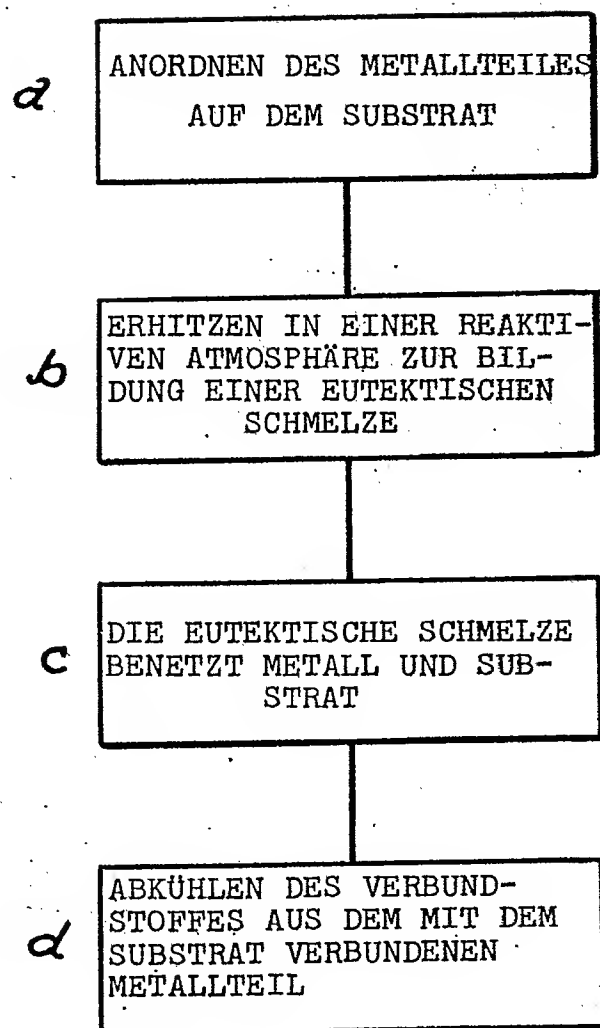 a
ANORDNEN DES METALLTEILES
AUF DEM SUBSTRAT
b
ERHITZEN IN EINER REAKTI-
VEN ATMOSPHÄRE ZUR BIL-
DUNG EINER EUTEKTISCHEN
SCHMELZE
c
DIE EUTEKTISCHE SCHMELZE
BENETZT METALL UND SUB-
STRAT
d
ABKÜHLEN DES VERBUND-
STOFFES AUS DEM MIT DEM
SUBSTRAT VERBUNDENEN
METALLTEIL